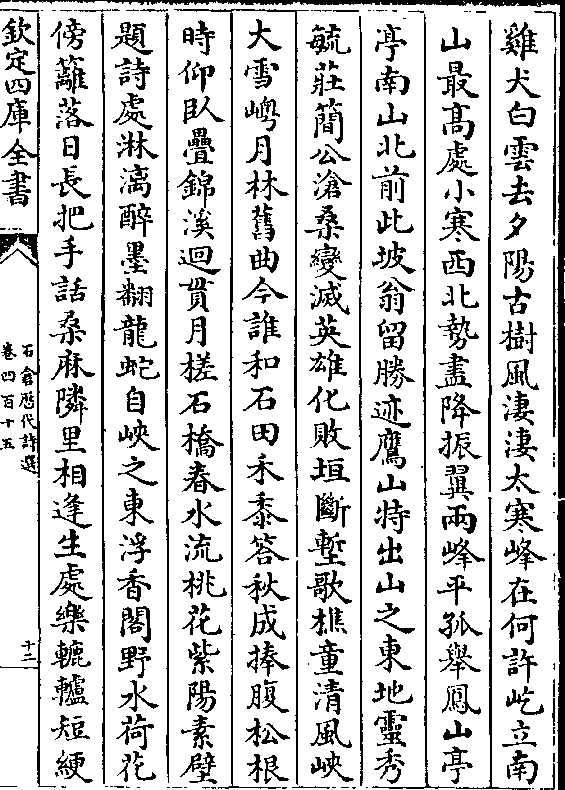 雞犬白雲去夕陽古樹風淒淒太寒峰在何許屹立南
山最髙處小寒西北勢盡降振翼兩峰平孤舉鳳山亭
亭南山北前此坡翁留勝迹鷹山特出山之東地靈秀
毓莊簡公滄桑變滅英雄化敗垣斷塹歌樵童清風峽
大雪嶼月林舊曲今誰和石田禾黍答秋成捧腹松根
時仰臥疊錦溪迴貫月槎石橋春水流桃花紫陽素壁
題詩處淋漓醉墨翻龍蛇自峽之東浮香閣野水荷花
傍籬落日長把手話桑麻隣里相逢生處樂轆轤短綆
欽定四庫全書
石倉歷代詩選
卷四百十五
十二